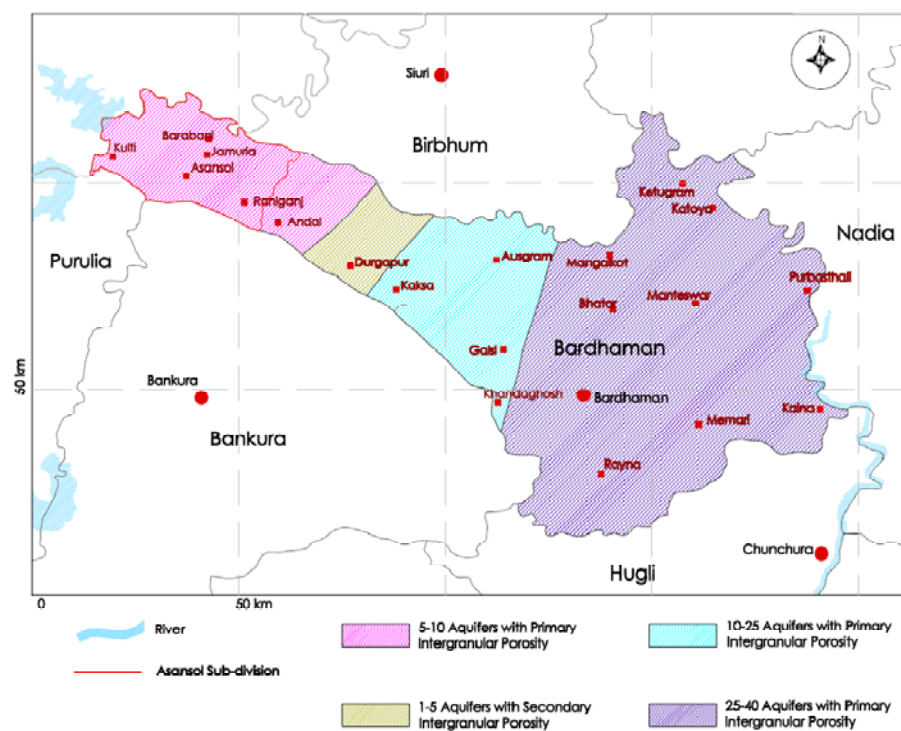 N
Siuri
Birbhum
Barabani
Kulti
Jamuria
Asansol
Raniganj
Andal
Ketugram
Katoya
Nadia
Purulia
Durgapur
Ausgram
Mangalkot
Purbasthali
Kaksa
Bhatar
Manteswar
Galsi
Bardhaman
50 km
Bankura
Khandaghosh
Bardhaman
Kalna
Bankura
Memari
Rayna
Chunchura
Hugli
0
50 km
River
5-10 Aquifers with Primary
Intergranular Porosity
10-25 Aquifers with Primary
Intergranular Porosity
Asansol Sub-division
1-5 Aquifers with Secondary
Intergranular Porosity
25-40 Aquifers with Primary
Intergranular Porosity